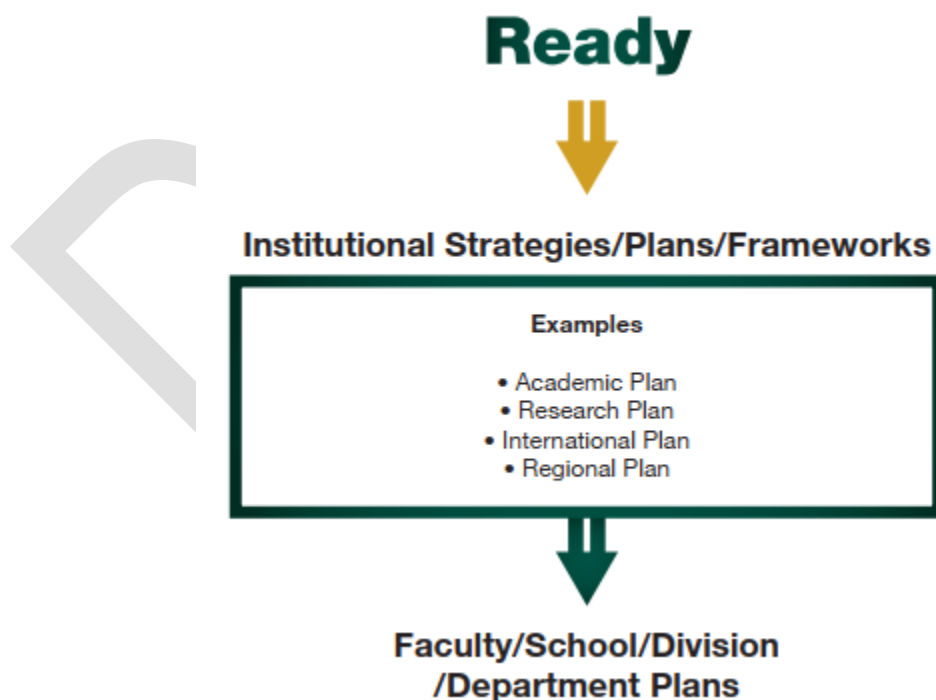 Ready
Institutional Strategies/Plans/Frameworks
Examples
• Academic Plan
• Research Plan
• International Plan
• Regional Plan
Faculty/School/Division
/Department Plans